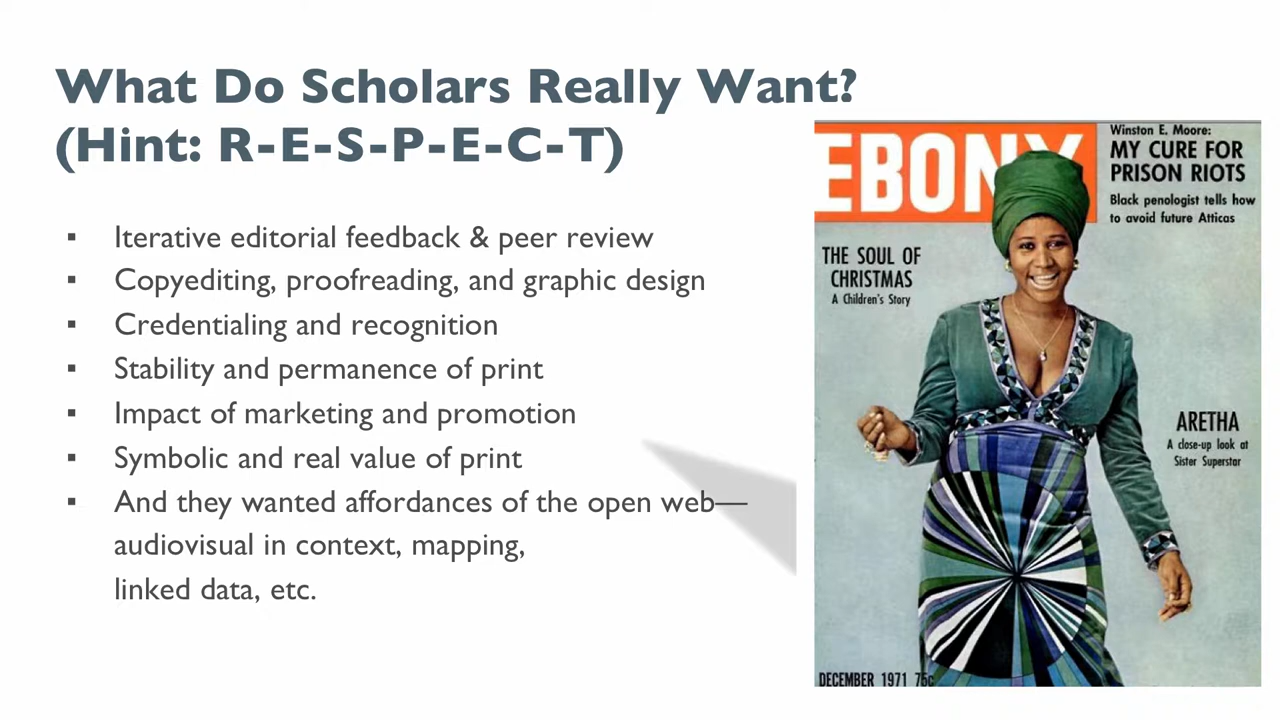 What Do Scholars Really Want?
(Hint: R-E-S-P-E-C-T)
▪ Iterative editorial feedback & peer review
▪ Copyediting, proofreading, and graphic design
▪ Credentialing and recognition
▪ Stability and permanence of print
▪ Impact of marketing and promotion
▪ Symbolic and real value of print
▪ And they wanted affordances of the open web—
audiovisual in context, mapping,
linked data, etc.
EBONY
Winston E. Moore:
MY CURE FOR
PRISON RIOTS
Black penologist tells how
to avoid future Atticas
THE SOUL OF
CHRISTMAS
A Children's Story
ARETHA
A close-up look at
Sister Superstar
DECEMBER 1971 75c